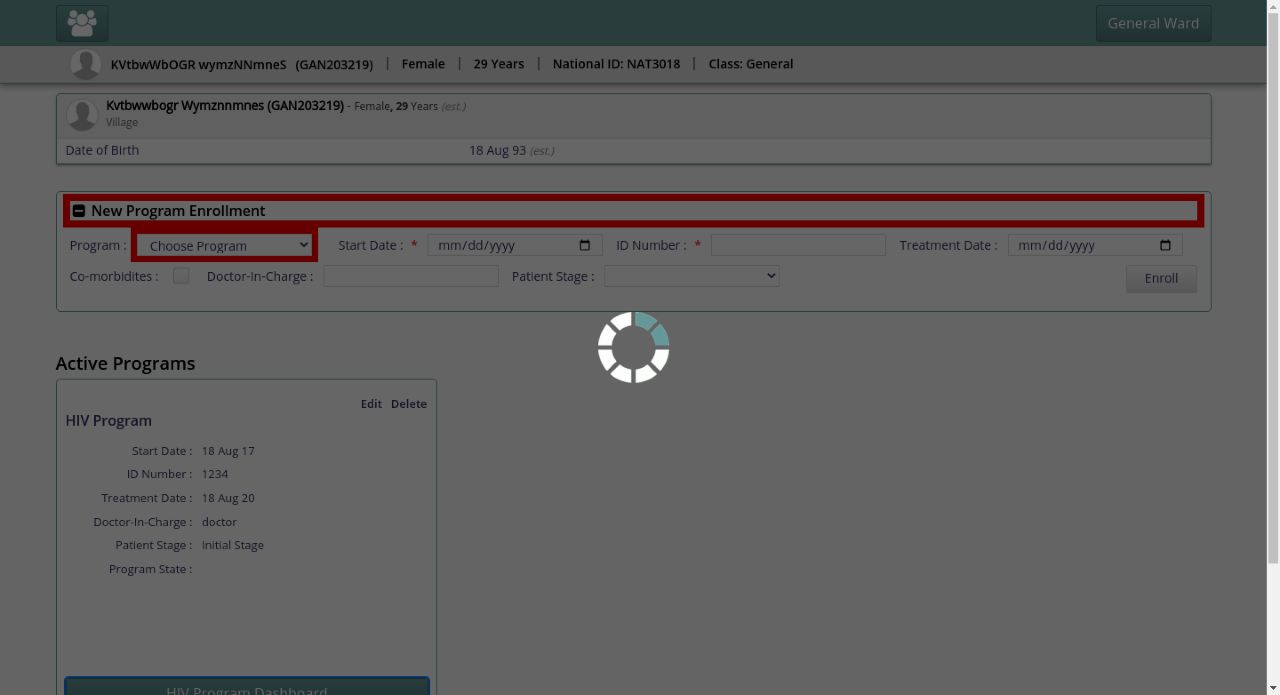 General Ward
KVtbwWbOGR wymzNNmneS (GAN203219) | Female | 29 Years | National ID: NAT3018 | Class: General
Kvtbwwbogr Wymznnmnes (GAN203219) - Female, 29 Years (est.)
Village
Date of Birth 18 Aug 93 (est.)
New Program Enrollment
Program : Choose Program Start Date : * mm/dd/yyyy ID Number : * Treatment Date : mm/dd/yyyy
Co-morbidites : Doctor-In-Charge : Patient Stage : Enroll
Active Programs
Edit Delete
HIV Program
Start Date : 18 Aug 17
ID Number : 1234
Treatment Date : 18 Aug 20
Doctor-In-Charge : doctor
Patient Stage : Initial Stage
Program State :
HIV Program Dashboard